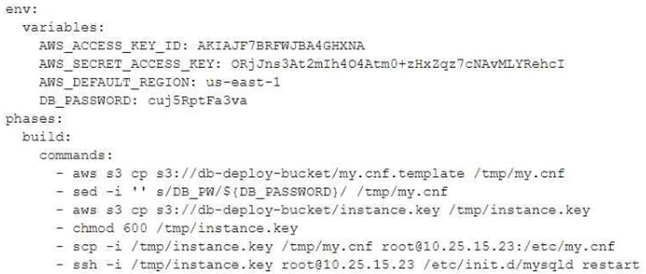 env:
  variables:
    AWS_ACCESS_KEY_ID: AKIAJF7BRFWJBA4GHXNA
    AWS_SECRET_ACCESS_KEY: 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
    AWS_DEFAULT_REGION: us-east-1
    DB_PASSWORD: cuj5RptFa3va
phases:
  build:
    commands:
      - aws s3 cp s3://db-deploy-bucket/my.cnf.template /tmp/my.cnf
      - sed -i '' s/DB_PW/${DB_PASSWORD}/ /tmp/my.cnf
      - aws s3 cp s3://db-deploy-bucket/instance.key /tmp/instance.key
      - chmod 600 /tmp/instance.key
      - scp -i /tmp/instance.key /tmp/my.cnf root@10.25.15.23:/etc/my.cnf
      - ssh -i /tmp/instance.key root@10.25.15.23 /etc/init.d/mysqld restart